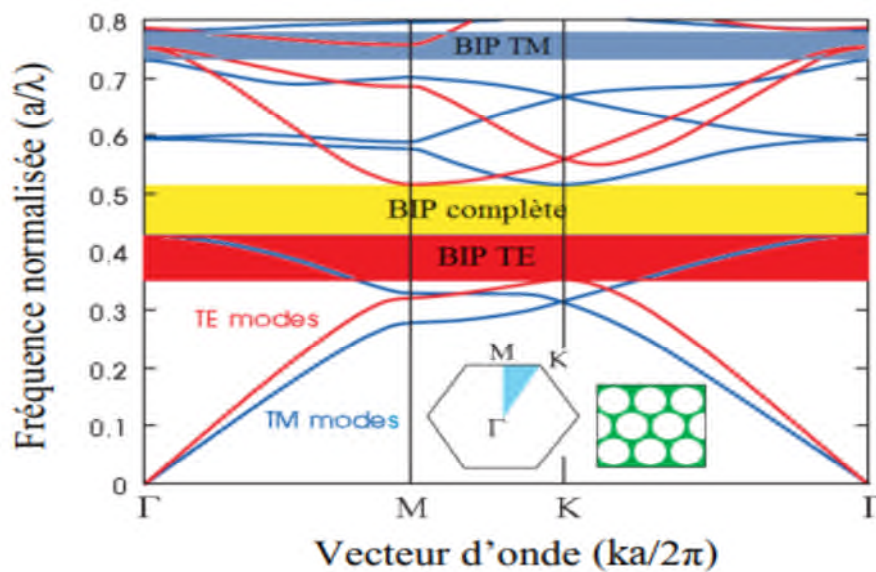 Fréquence normalisée (a/λ)
0.8
0.7
0.6
0.5
0.4
0.3
0.2
0.1
0
BIP TM
BIP complète
BIP TE
TE modes
TM modes
M
K
Γ
Γ
M
K
Γ
Vecteur d’onde (ka/2π)